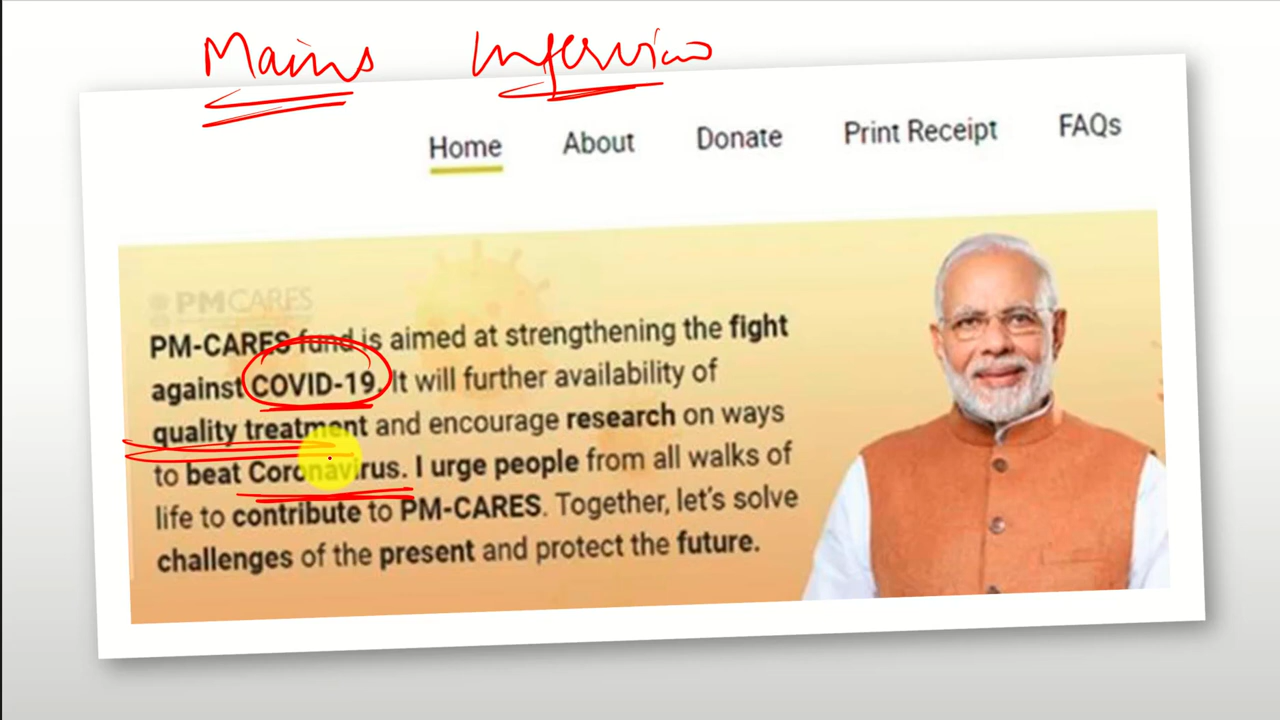 Mains Interview
Home About Donate Print Receipt FAQs
PMCARES
PM-CARES fund is aimed at strengthening the fight
against COVID-19. It will further availability of
quality treatment and encourage research on ways
to beat Coronavirus. I urge people from all walks of
life to contribute to PM-CARES. Together, let's solve
challenges of the present and protect the future.